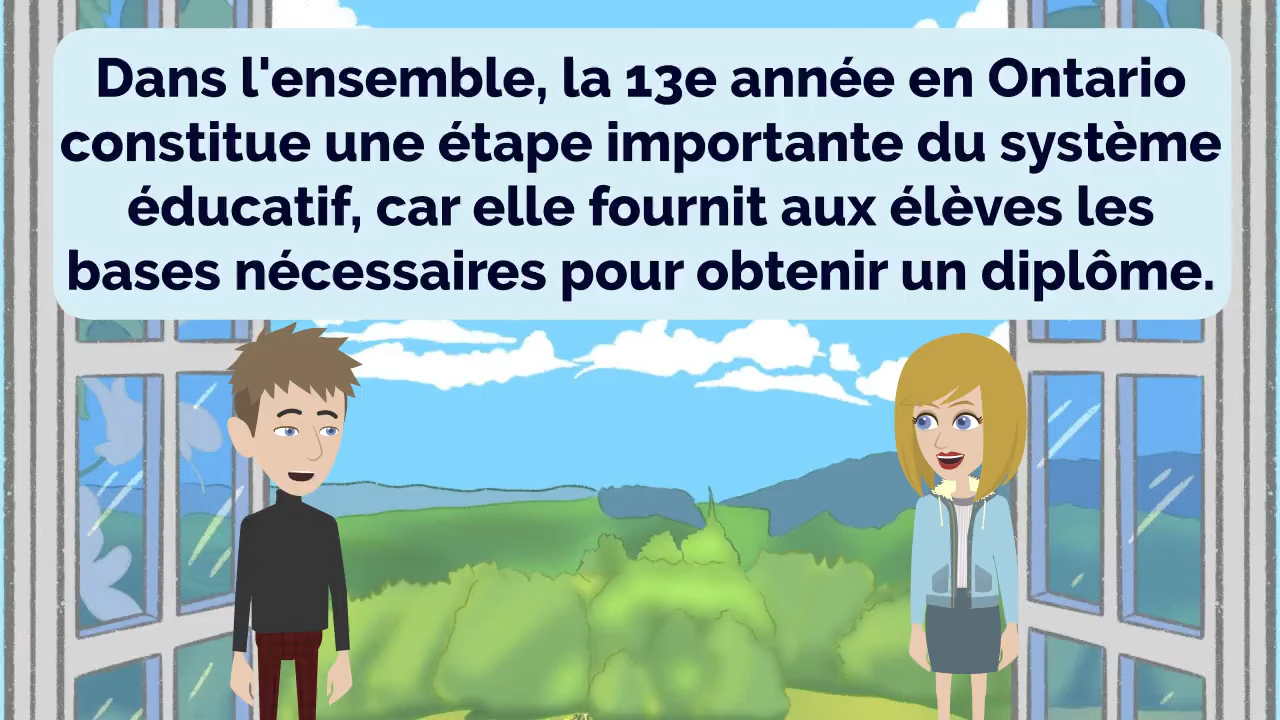 Dans l'ensemble, la 13e année en Ontario
constitue une étape importante du système
éducatif, car elle fournit aux élèves les
bases nécessaires pour obtenir un diplôme.